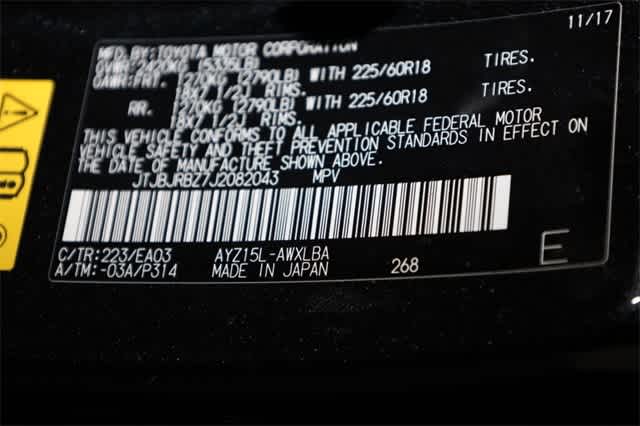 11/17
MFD.BY:TOYOTA MOTOR CORPORATION
GVWR: 2420KG (5335LB)
GAWR:FRT. 1270KG (2790LB) WITH 225/60R18 TIRES.
18X7 1/2J RIMS.
RR. 1270KG (2790LB) WITH 225/60R18 TIRES.
18X7 1/2J RIMS.
THIS VEHICLE CONFORMS TO ALL APPLICABLE FEDERAL MOTOR
VEHICLE SAFETY AND THEFT PREVENTION STANDARDS IN EFFECT ON
THE DATE OF MANUFACTURE SHOWN ABOVE.
JTJBJRBZ7J2082043 MPV
C/TR:223/EA03 AYZ15L-AWXLBA
A/TM:-03A/P314 MADE IN JAPAN 268 E